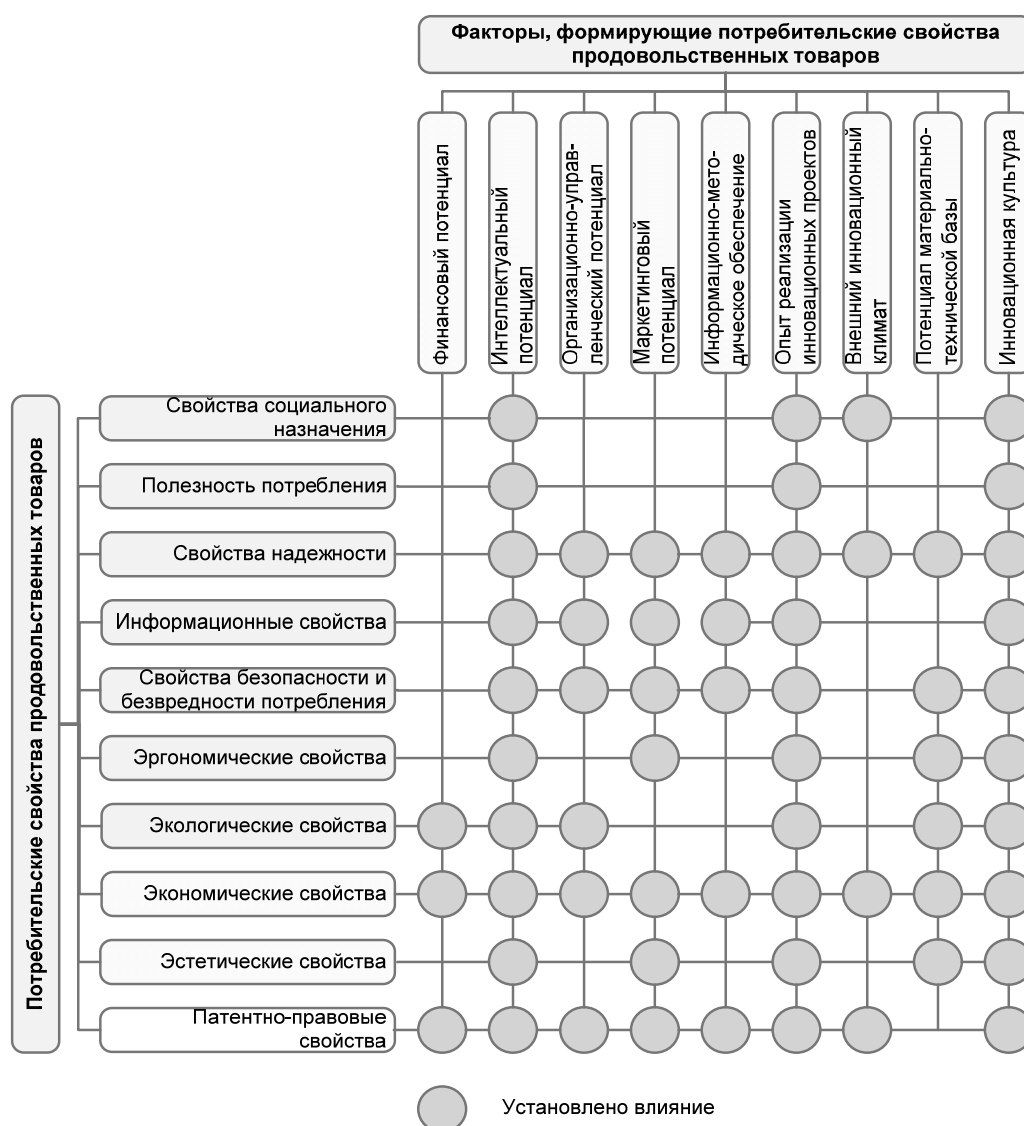 Факторы, формирующие потребительские свойства
продовольственных товаров
Финансовый потенциал
Интеллектуальный
потенциал
Организационно-управ-
ленческий потенциал
Маркетинговый
потенциал
Информационно-мето-
дическое обеспечение
Опыт реализации
инновационных проектов
Внешний инновационный
климат
Потенциал материально-
технической базы
Инновационная культура
Потребительские свойства продовольственных товаров
Свойства социального
назначения
Полезность потребления
Свойства надежности
Информационные свойства
Свойства безопасности и
безвредности потребления
Эргономические свойства
Экологические свойства
Экономические свойства
Эстетические свойства
Патентно-правовые
свойства
Установлено влияние